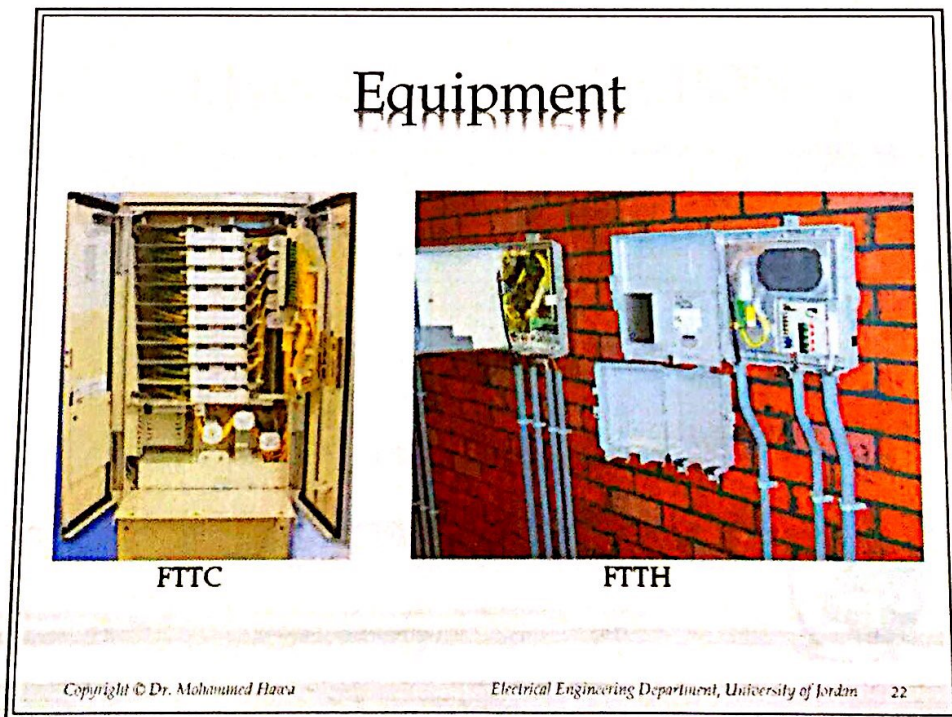 Equipment
FTTC
FTTH
Copyright © Dr. Mohammed Hawa
Electrical Engineering Department, University of Jordan 22